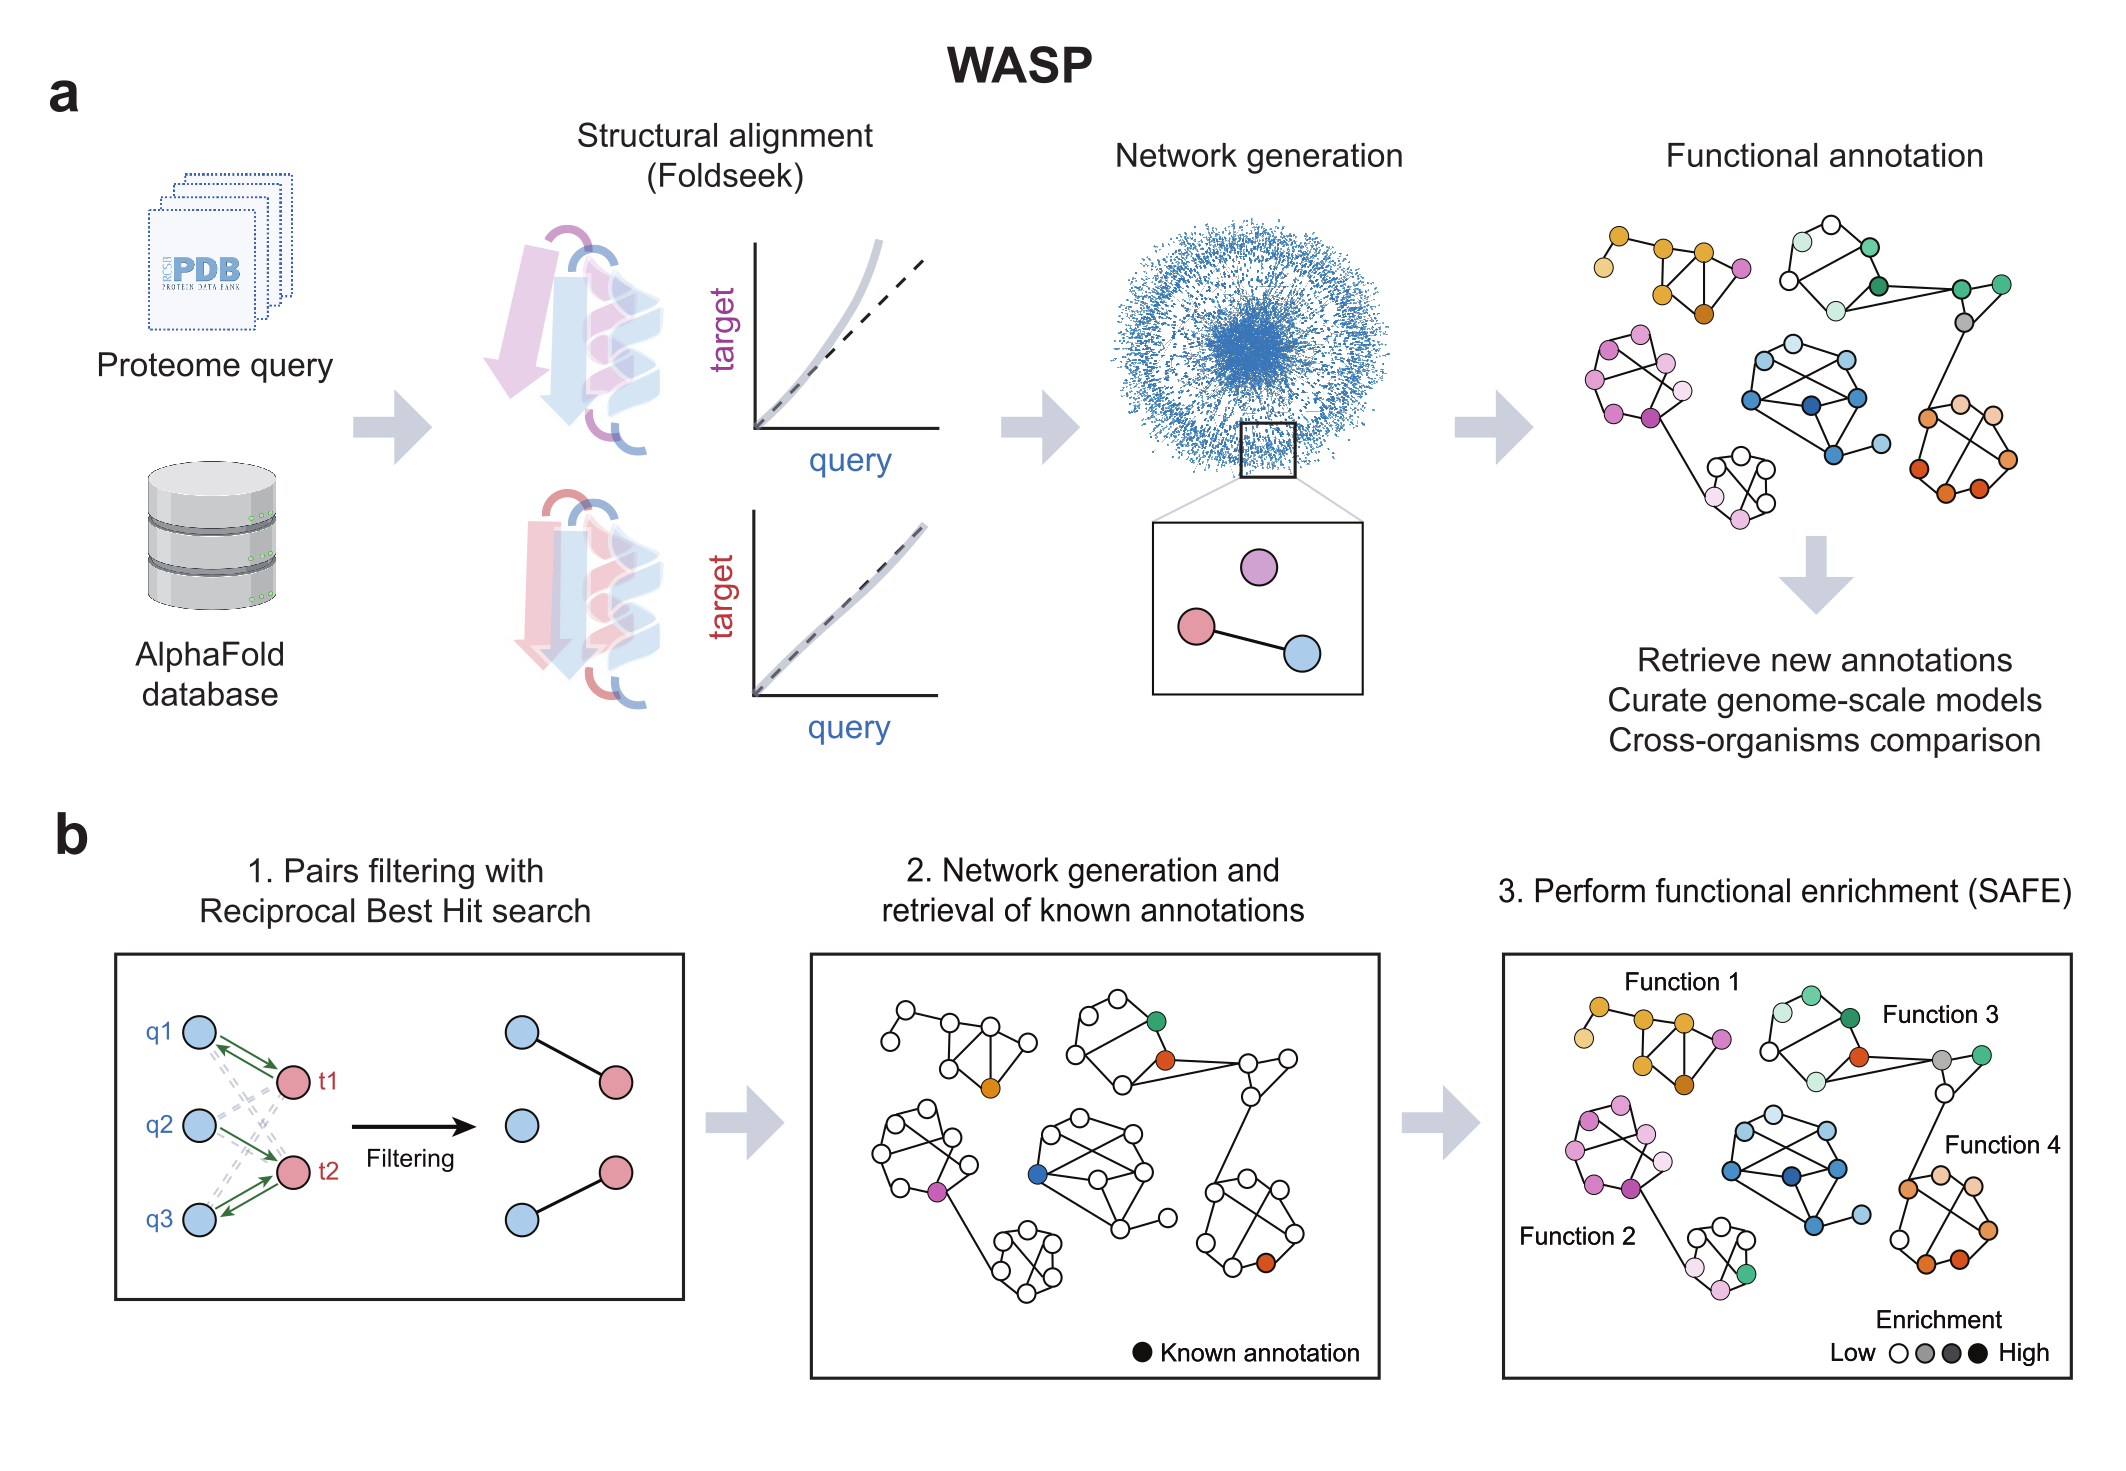 WASP
a
Structural alignment
(Foldseek)
Network generation
Functional annotation
RCSB
PDB
PROTEIN DATA BANK
Proteome query
target
query
AlphaFold
database
target
query
Retrieve new annotations
Curate genome-scale models
Cross-organisms comparison
b
1. Pairs filtering with
Reciprocal Best Hit search
2. Network generation and
retrieval of known annotations
3. Perform functional enrichment (SAFE)
q1
t1
q2
t2
q3
Filtering
Known annotation
Function 1
Function 3
Function 4
Function 2
Enrichment
Low High